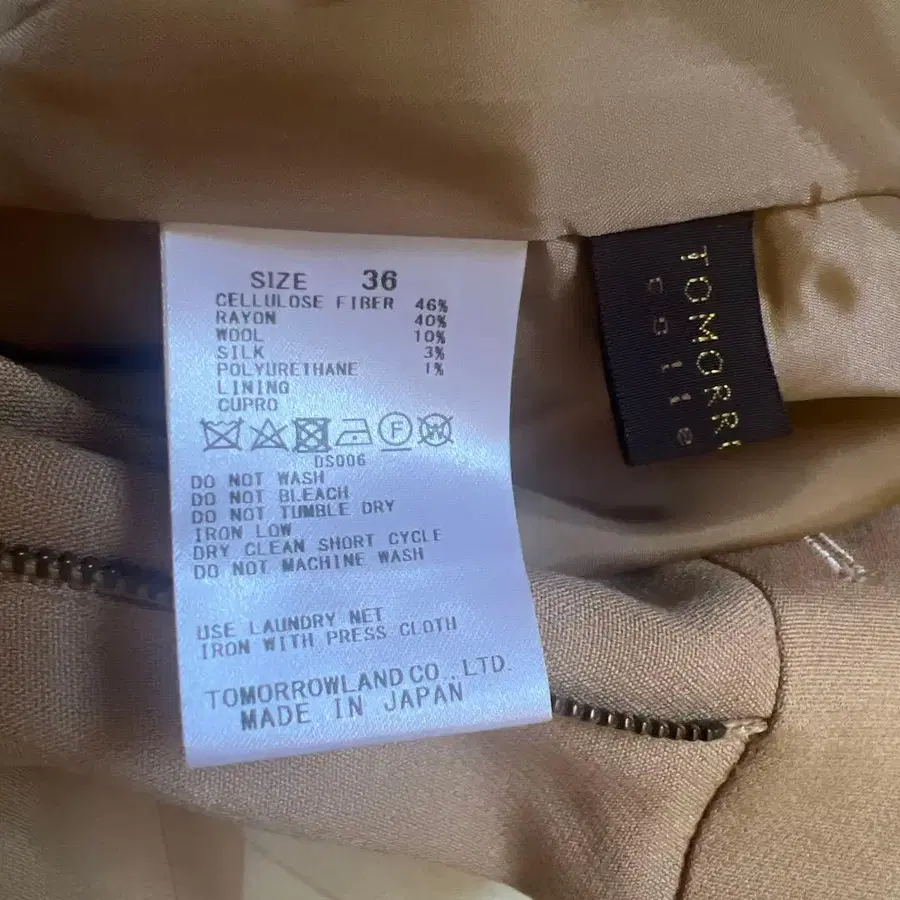 SIZE 36
CELLULOSE FIBER 46%
RAYON 40%
WOOL 10%
SILK 3%
POLYURETHANE 1%
LINING
CUPRO
F W
DS006
DO NOT WASH
DO NOT BLEACH
DO NOT TUMBLE DRY
IRON LOW
DRY CLEAN SHORT CYCLE
DO NOT MACHINE WASH
USE LAUNDRY NET
IRON WITH PRESS CLOTH
TOMORROWLAND CO., LTD.
MADE IN JAPAN
TOMORR